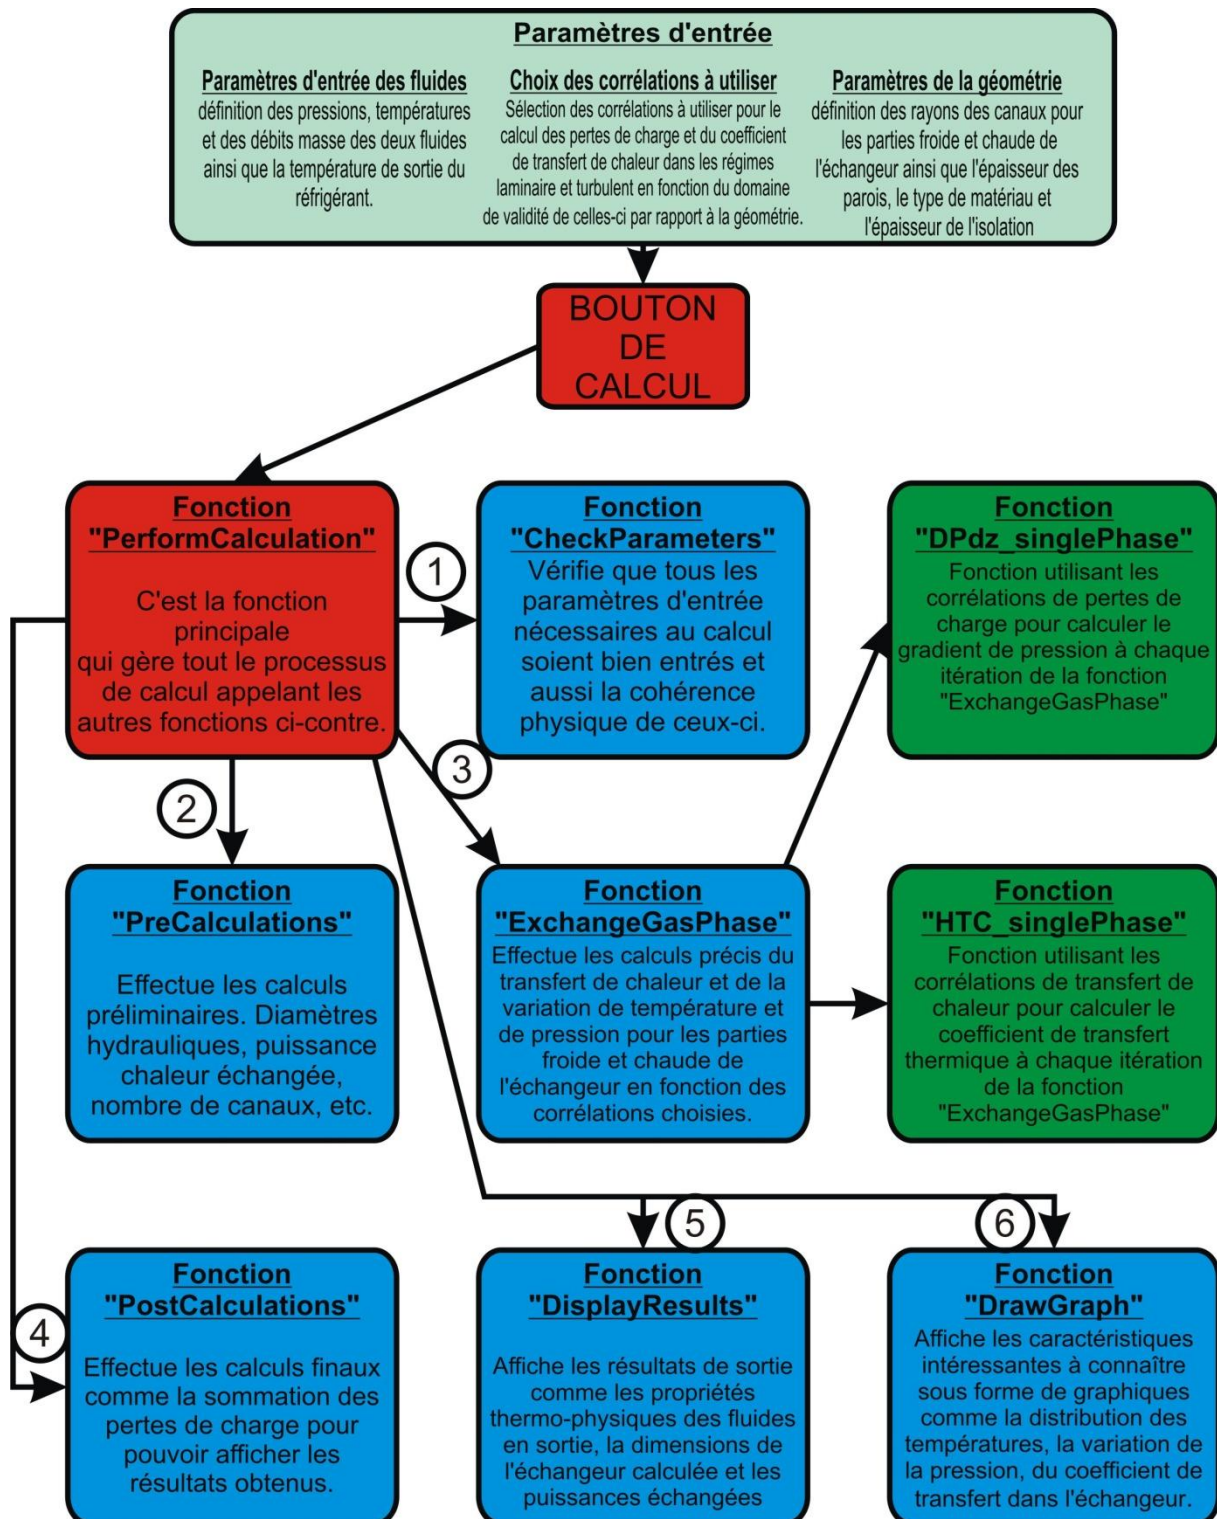 Paramètres d'entrée
Paramètres d'entrée des fluides
définition des pressions, températures
et des débits masse des deux fluides
ainsi que la température de sortie du
réfrigérant.
Choix des corrélations à utiliser
Sélection des corrélations à utiliser pour le
calcul des pertes de charge et du coefficient
de transfert de chaleur dans les régimes
laminaire et turbulent en fonction du domaine
de validité de celles-ci par rapport à la géométrie.
Paramètres de la géométrie
définition des rayons des canaux pour
les parties froide et chaude de
l'échangeur ainsi que l'épaisseur des
parois, le type de matériau et
l'épaisseur de l'isolation
BOUTON
DE
CALCUL
Fonction
"PerformCalculation"
C'est la fonction
principale
qui gère tout le processus
de calcul appelant les
autres fonctions ci-contre.
1
Fonction
"CheckParameters"
Vérifie que tous les
paramètres d'entrée
nécessaires au calcul
soient bien entrés et
aussi la cohérence
physique de ceux-ci.
Fonction
"DPdz_singlePhase"
Fonction utilisant les
corrélations de pertes de
charge pour calculer le
gradient de pression à chaque
itération de la fonction
"ExchangeGasPhase"
2
3
Fonction
"PreCalculations"
Effectue les calculs
préliminaires. Diamètres
hydrauliques, puissance
chaleur échangée,
nombre de canaux, etc.
Fonction
"ExchangeGasPhase"
Effectue les calculs précis du
transfert de chaleur et de la
variation de température et
de pression pour les parties
froide et chaude de
l'échangeur en fonction des
corrélations choisies.
Fonction
"HTC_singlePhase"
Fonction utilisant les
corrélations de transfert de
chaleur pour calculer le
coefficient de transfert
thermique à chaque itération
de la fonction
"ExchangeGasPhase"
4
Fonction
"PostCalculations"
Effectue les calculs finaux
comme la sommation des
pertes de charge pour
pouvoir afficher les
résultats obtenus.
5
Fonction
"DisplayResults"
Affiche les résultats de sortie
comme les propriétés
thermo-physiques des fluides
en sortie, la dimensions de
l'échangeur calculée et les
puissances échangées
6
Fonction
"DrawGraph"
Affiche les caractéristiques
intéressantes à connaître
sous forme de graphiques
comme la distribution des
températures, la variation de
la pression, du coefficient de
transfert dans l'échangeur.